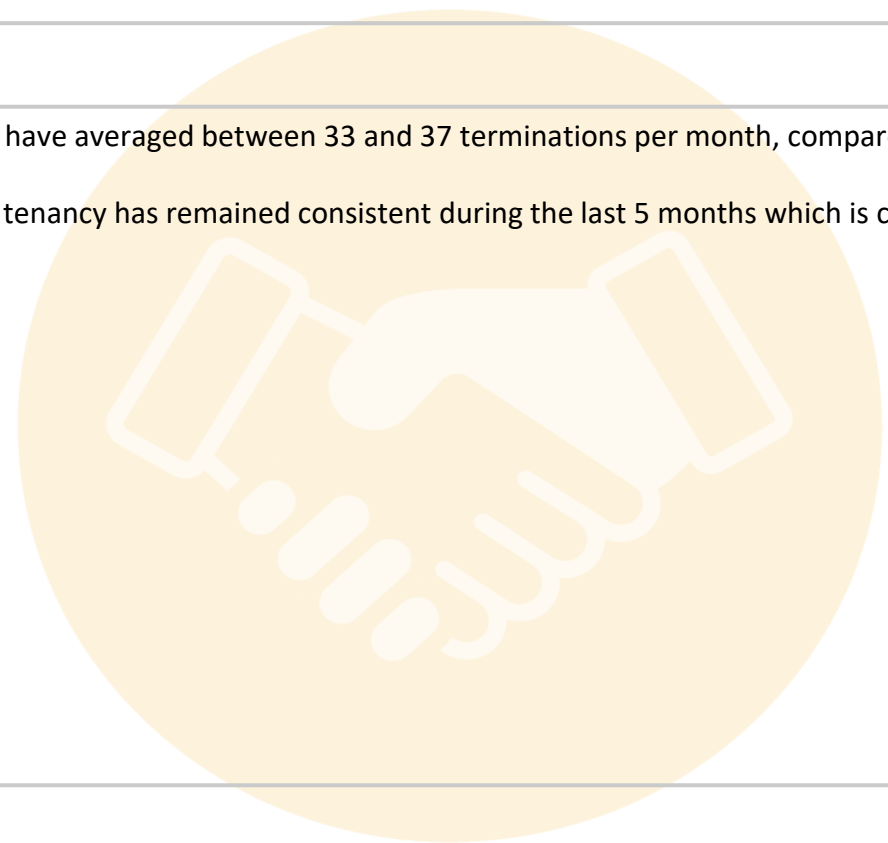 have averaged between 33 and 37 terminations per month, compar
tenancy has remained consistent during the last 5 months which is